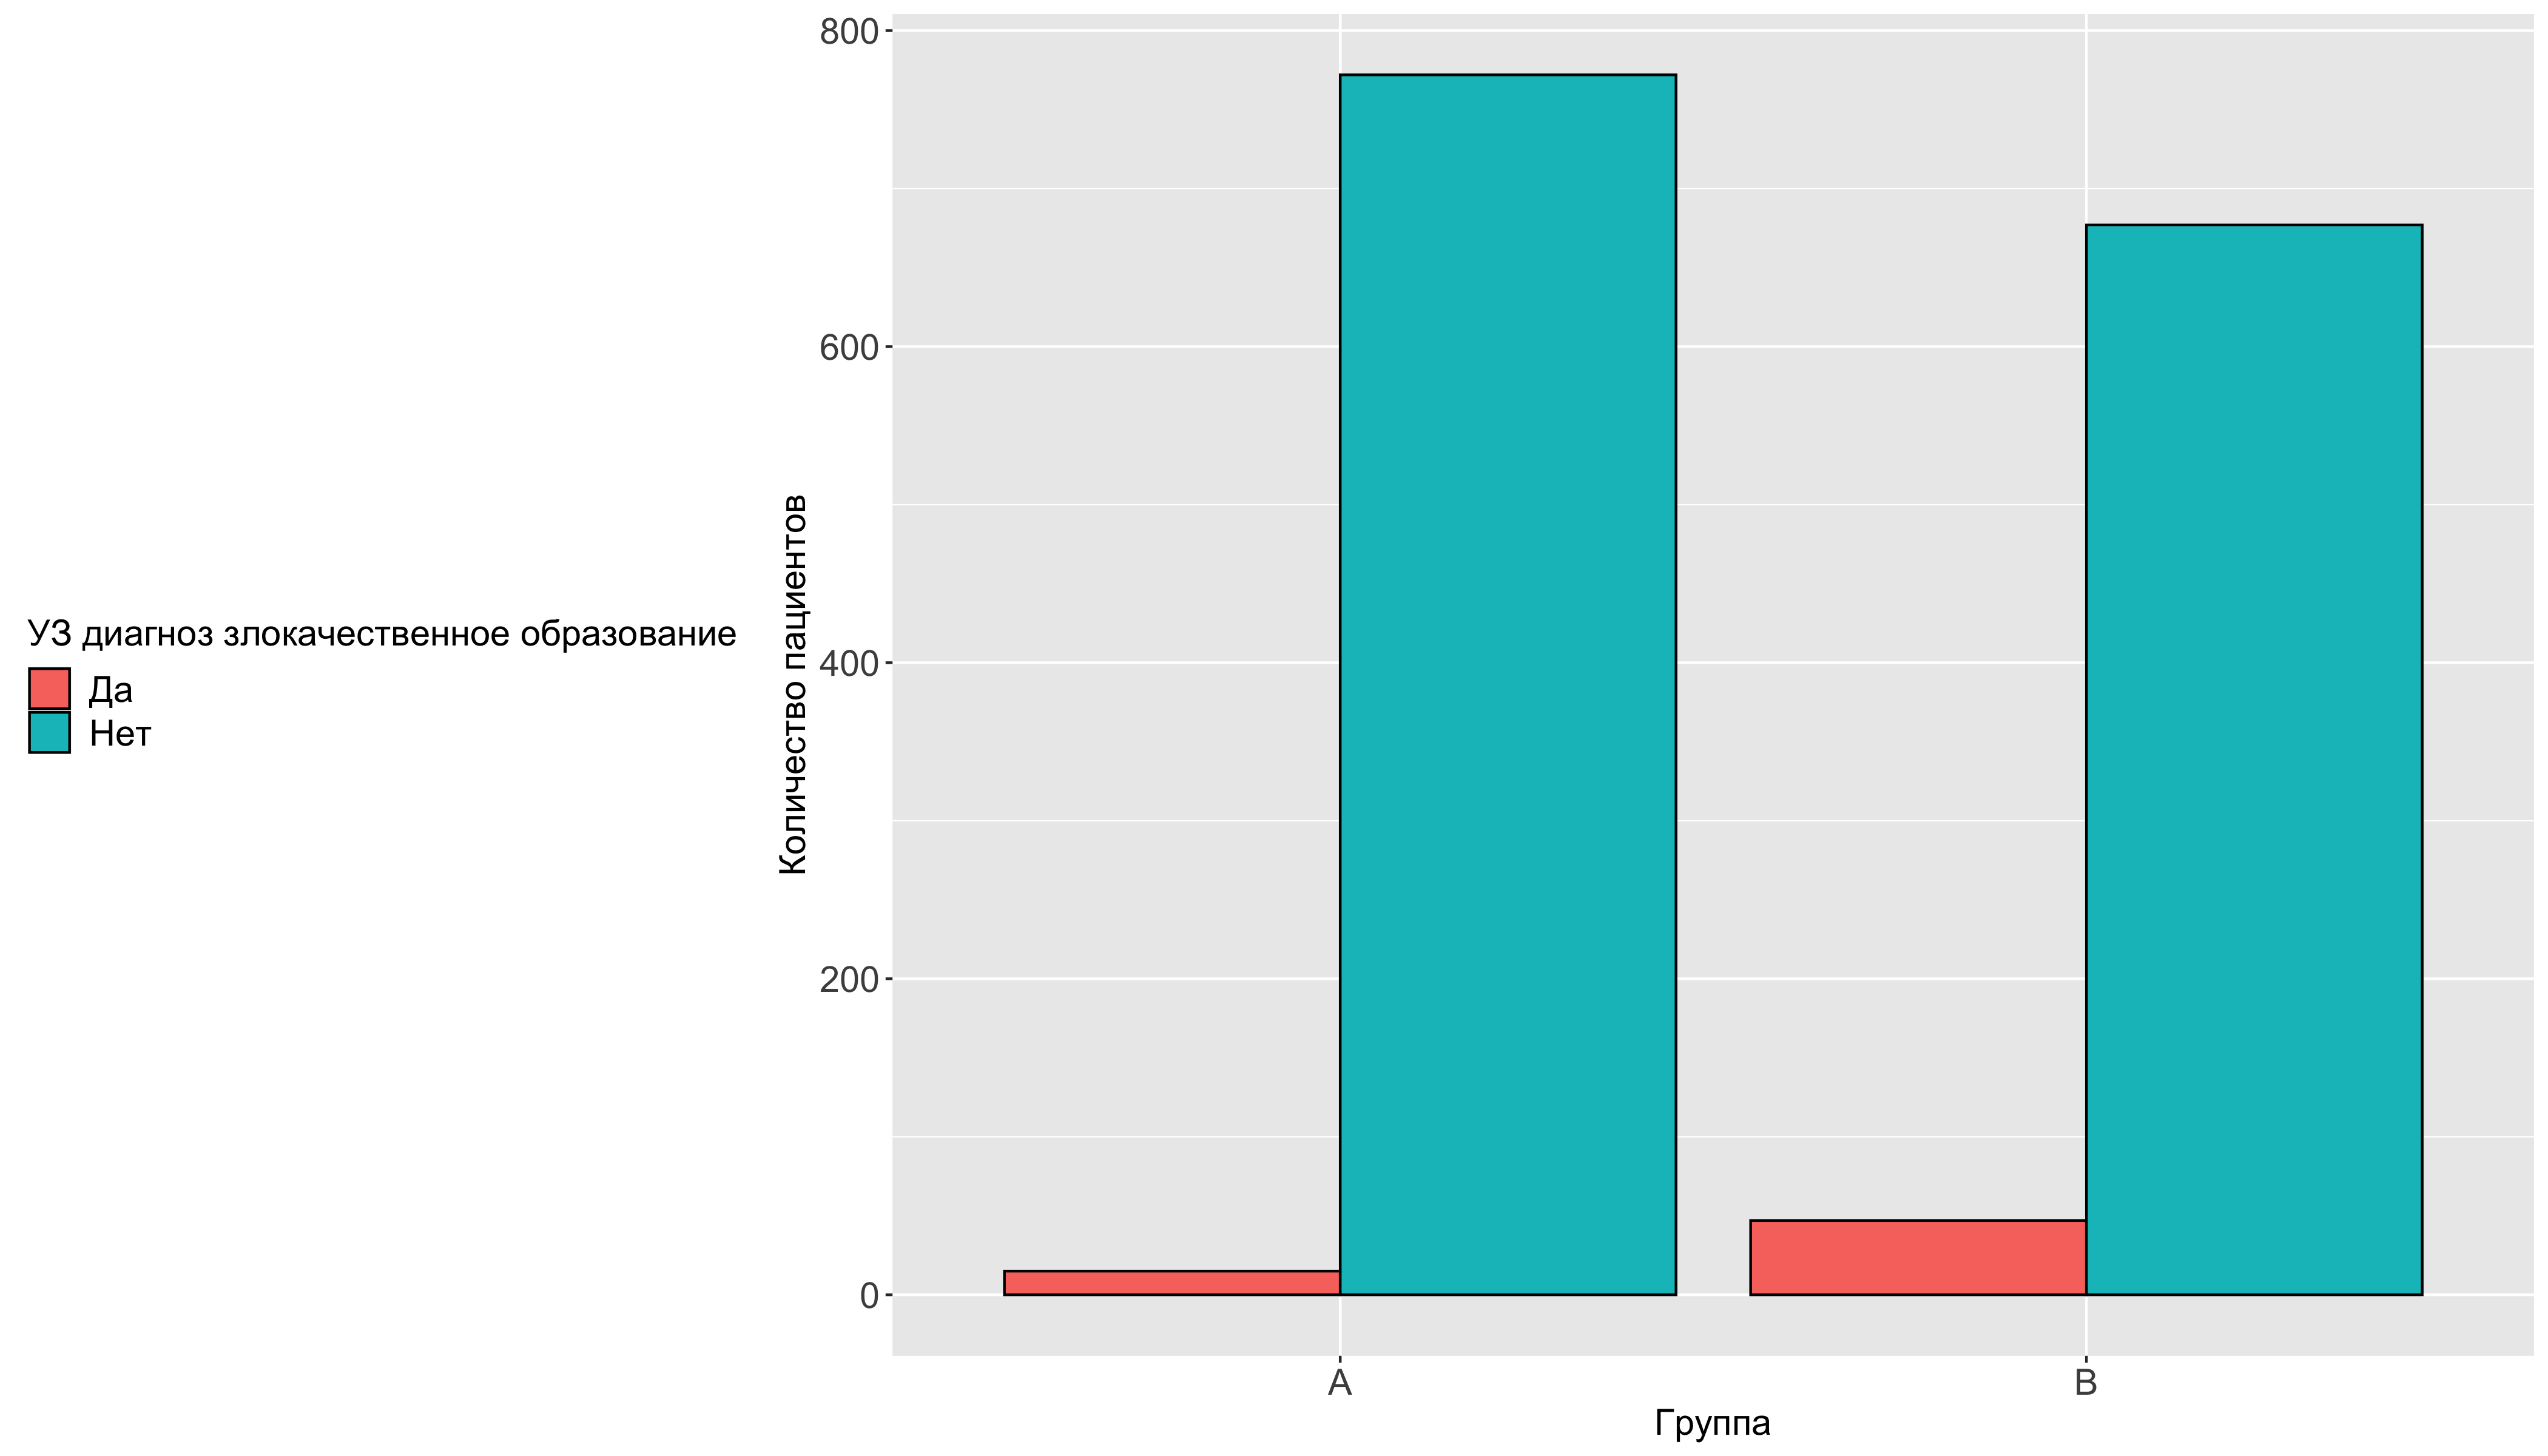 УЗ диагноз злокачественное образование
Да
Нет
Количество пациентов
800
600
400
200
0
A
B
Группа